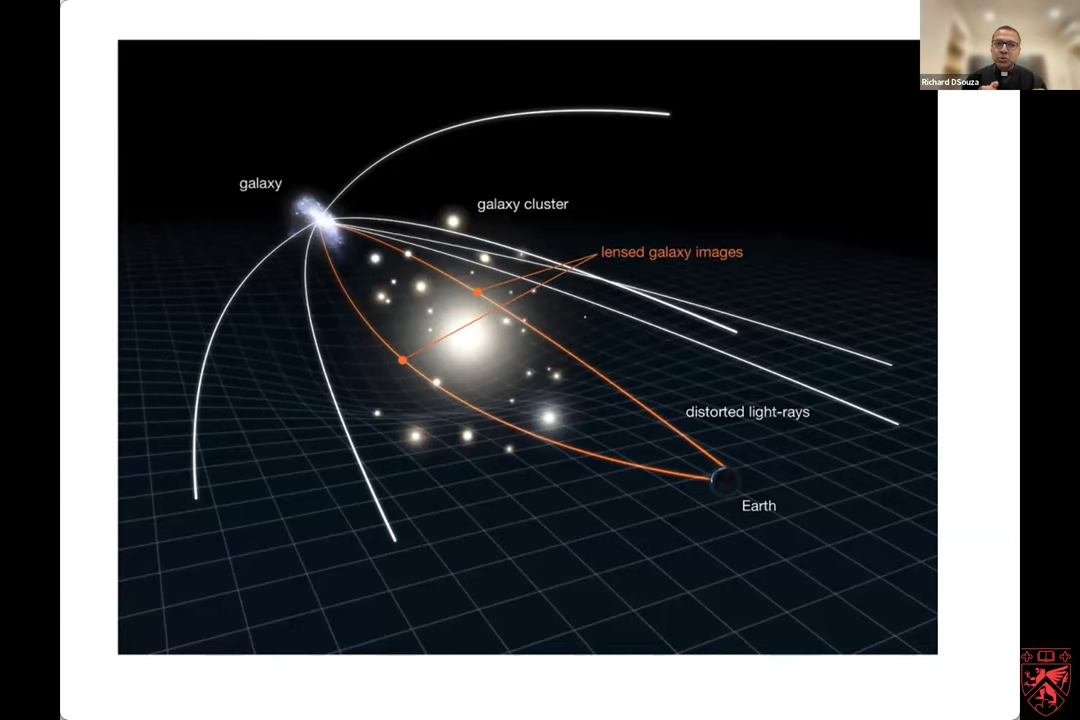 Richard DSouza
galaxy
galaxy cluster
lensed galaxy images
distorted light-rays
Earth